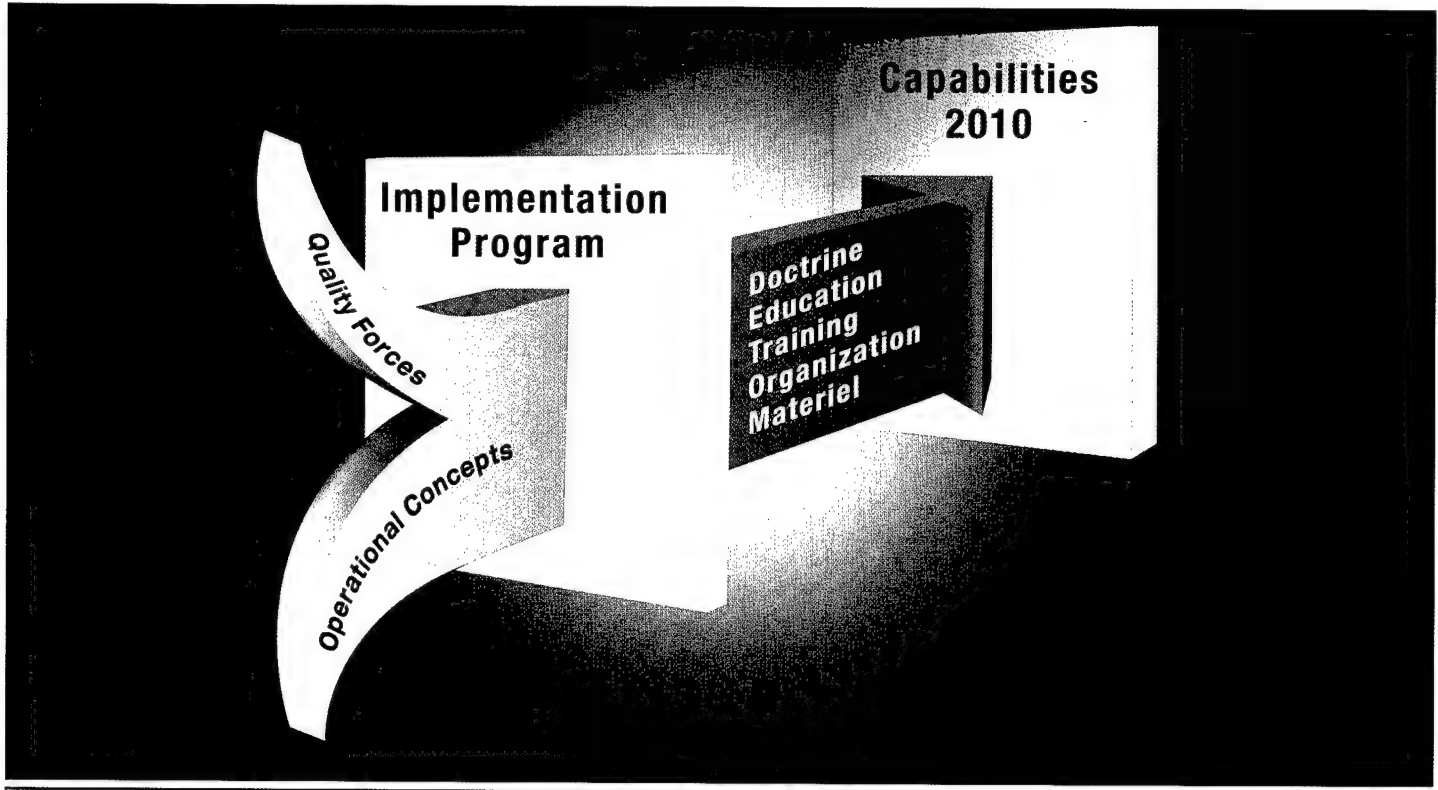 Capabilities
2010
Implementation
Program
Quality Forces
Operational Concepts
Doctrine
Education
Training
Organization
Materiel